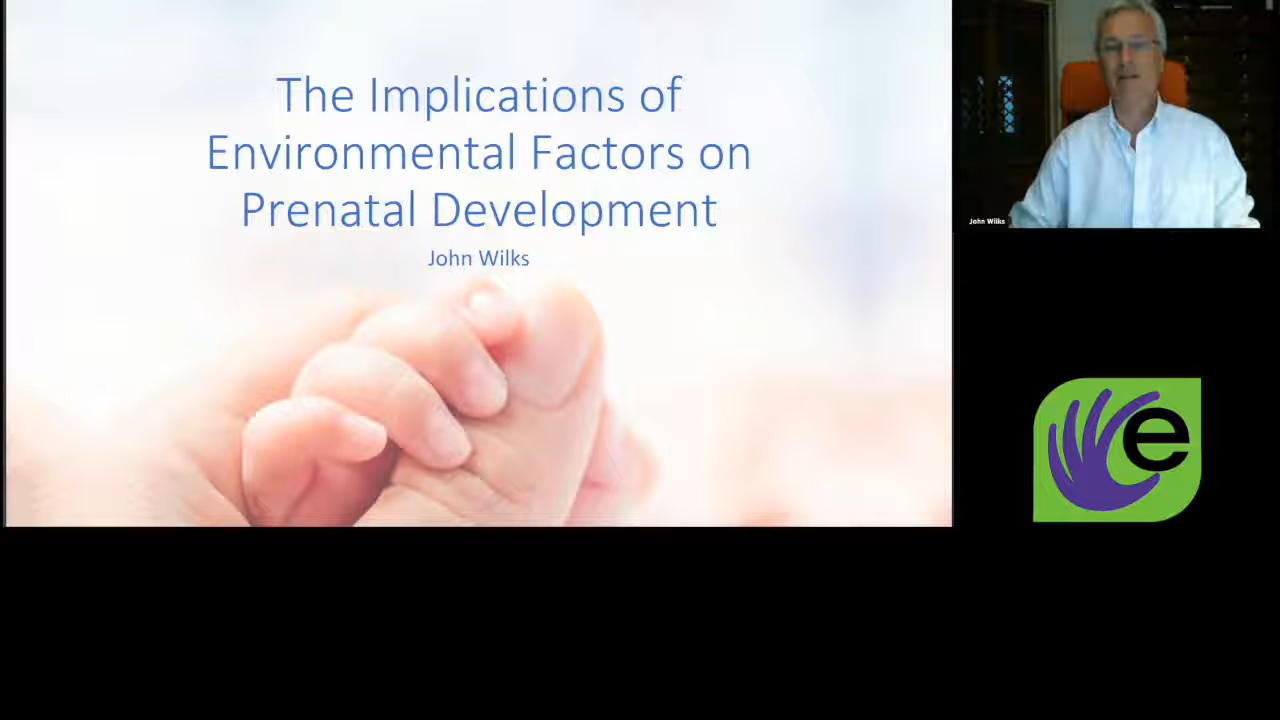 The Implications of
Environmental Factors on
Prenatal Development
John Wilks
John Wilks
e